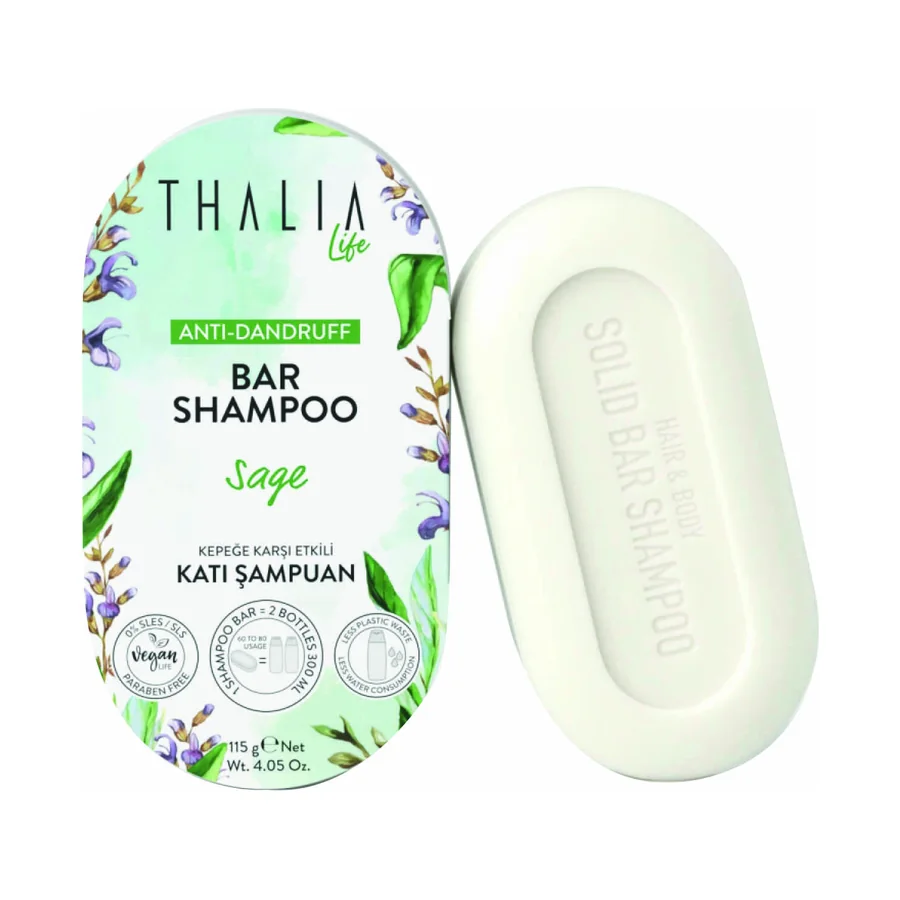 THALIA
Life
ANTI-DANDRUFF
BAR
SHAMPOO
Sage
KEPEĞE KARŞI ETKİLİ
KATI ŞAMPUAN
0% SLES / SLS
vegan
LIFE
PARABEN FREE
1 SHAMPOO BAR = 2 BOTTLES 300 ML
60 TO 80
USAGE
=
LESS PLASTIC WASTE
LESS WATER CONSUMPTION
115 g ℮ Net
Wt. 4.05 Oz.
HAIR & BODY
SOLID BAR SHAMPOO